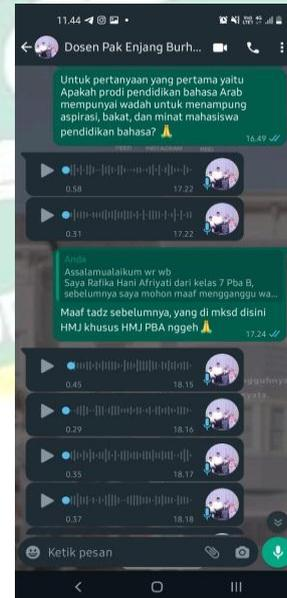 11.44
Dosen Pak Enjang Burh...
Untuk pertanyaan yang pertama yaitu
Apakah prodi pendidikan bahasa Arab
mempunyai wadah untuk menampung
aspirasi, bakat, dan minat mahasiswa
pendidikan bahasa? 🙏
16.49
0.58 17.22
0.31 17.22
Anda
Assalamualaikum wr wb
Saya Rafika Hani Afriyati dari kelas 7 Pba B,
sebelumnya saya mohon maaf mengganggu wa...
Maaf tadz sebelumnya, yang di mksd disini
HMJ khusus HMJ PBA nggeh 🙏
17.24
0.45 18.15
0.29 18.16
0.35 18.17
0.37 18.18
Ketik pesan